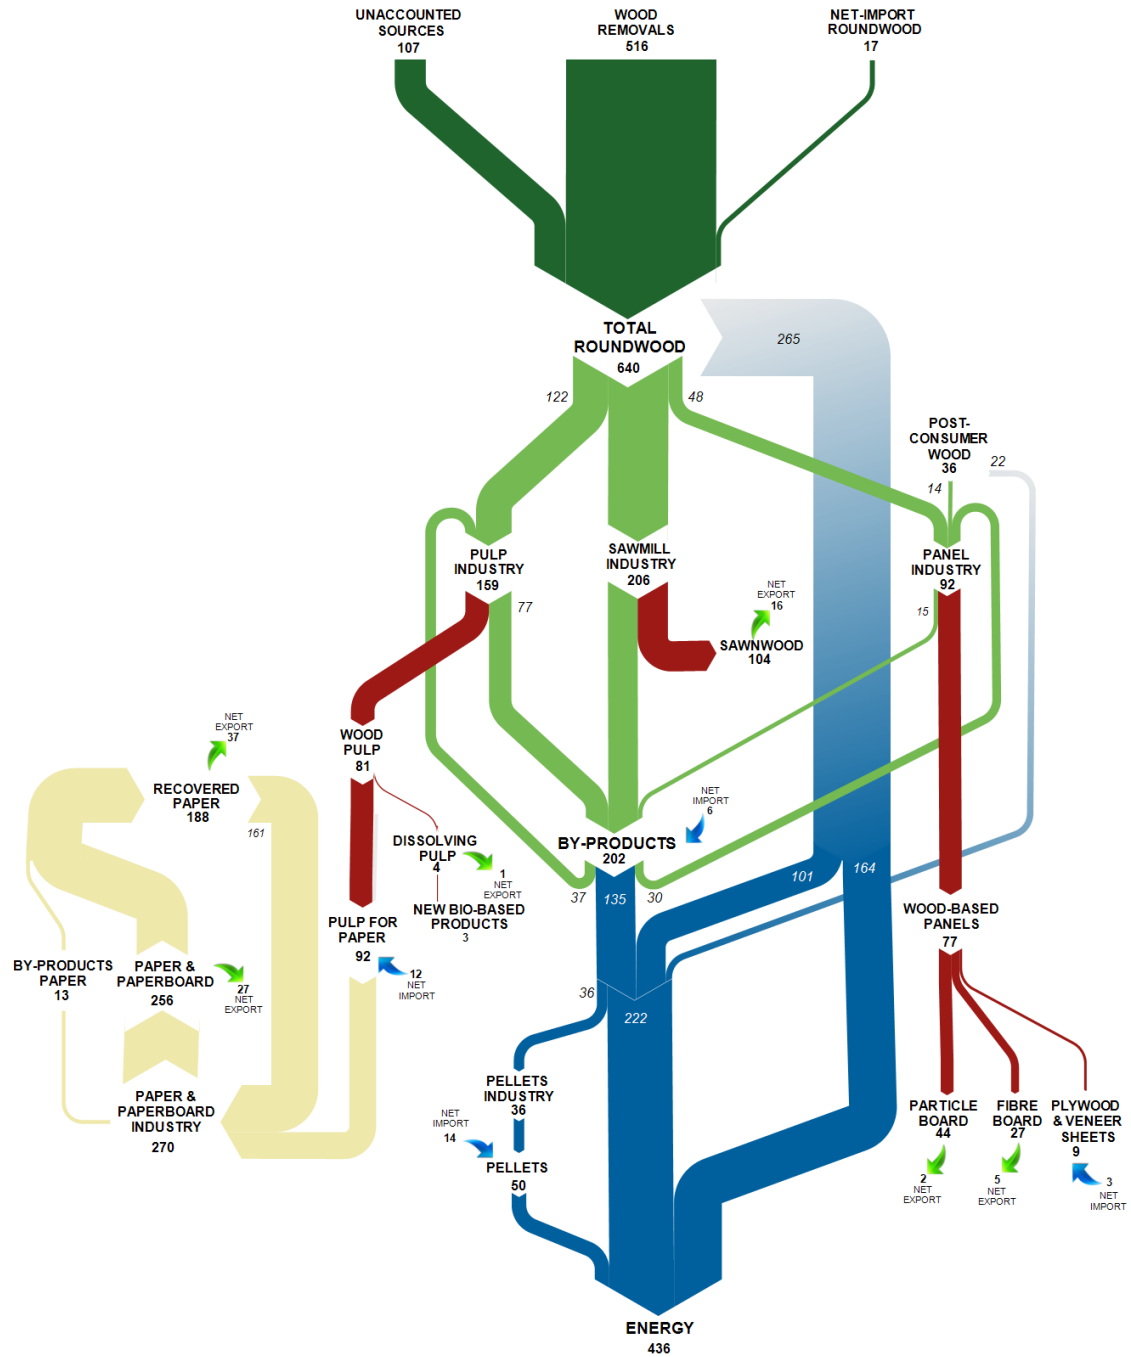 UNACCOUNTED
SOURCES
107
WOOD
REMOVALS
516
NET-IMPORT
ROUNDWOOD
17
TOTAL
ROUNDWOOD
640
265
122
48
POST-
CONSUMER
WOOD
36
22
14
PULP
INDUSTRY
159
SAWMILL
INDUSTRY
206
PANEL
INDUSTRY
92
77
15
NET
EXPORT
16
SAWNWOOD
104
NET
EXPORT
37
WOOD
PULP
81
RECOVERED
PAPER
188
161
NET
IMPORT
6
DISSOLVING
PULP
4
1
NET
EXPORT
BY-PRODUCTS
202
37
135
30
101
164
NEW BIO-BASED
PRODUCTS
3
PULP FOR
PAPER
92
12
NET
IMPORT
WOOD-BASED
PANELS
77
BY-PRODUCTS
PAPER
13
PAPER &
PAPERBOARD
256
27
NET
EXPORT
36
222
PELLETS
INDUSTRY
36
PAPER &
PAPERBOARD
INDUSTRY
270
NET
IMPORT
14
PELLETS
50
PARTICLE
BOARD
44
2
NET
EXPORT
FIBRE
BOARD
27
5
NET
EXPORT
PLYWOOD
& VENEER
SHEETS
9
3
NET
IMPORT
ENERGY
436